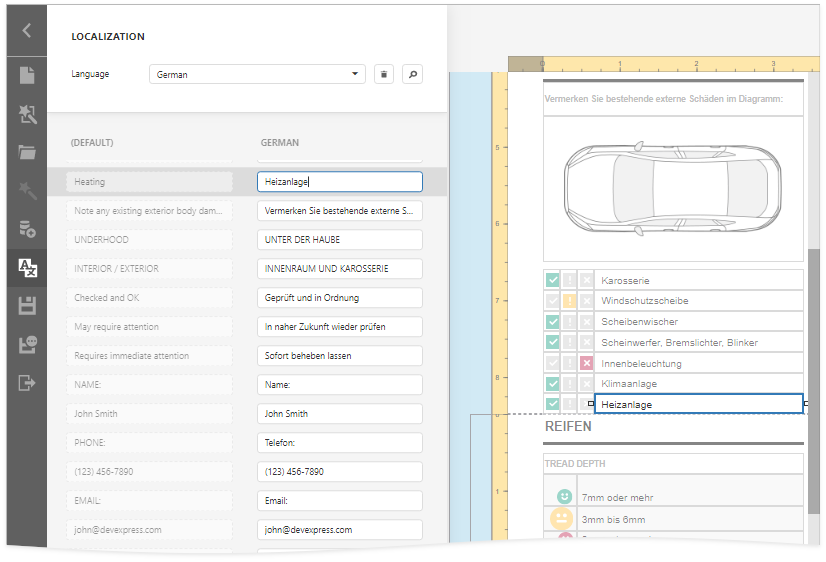 LOCALIZATION
Language
German
(DEFAULT)
GERMAN
Heating
Heizanlage
Note any existing exterior body dam...
Vermerken Sie bestehende externe S...
UNDERHOOD
UNTER DER HAUBE
INTERIOR / EXTERIOR
INNENRAUM UND KAROSSERIE
Checked and OK
Geprüft und in Ordnung
May require attention
In naher Zukunft wieder prüfen
Requires immediate attention
Sofort beheben lassen
NAME:
Name:
John Smith
John Smith
PHONE:
Telefon:
(123) 456-7890
(123) 456-7890
EMAIL:
Email:
john@devexpress.com
john@devexpress.com
0
1
2
3
5
6
7
8
0
1
Vermerken Sie bestehende externe Schäden im Diagramm:
Karosserie
Windschutzscheibe
Scheibenwischer
Scheinwerfer, Bremslichter, Blinker
Innenbeleuchtung
Klimaanlage
Heizanlage
REIFEN
TREAD DEPTH
7mm oder mehr
3mm bis 6mm